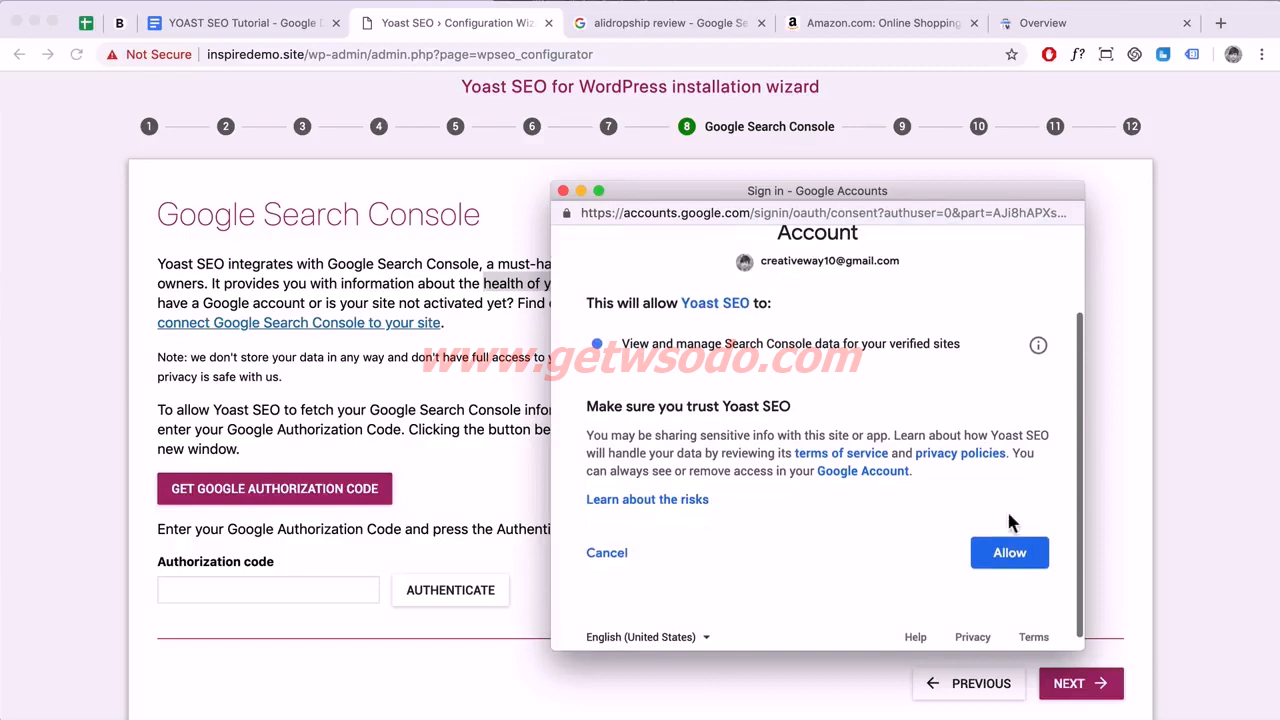 YOAST SEO Tutorial - Google D
Yoast SEO › Configuration Wiz
alidropship review - Google Se
Amazon.com: Online Shopping
Overview
Not Secure
inspiredemo.site/wp-admin/admin.php?page=wpseo_configurator
Yoast SEO for WordPress installation wizard
1 2 3 4 5 6 7 8 Google Search Console 9 10 11 12
Google Search Console
Yoast SEO integrates with Google Search Console, a must-ha
owners. It provides you with information about the health of y
have a Google account or is your site not activated yet? Find
connect Google Search Console to your site.
Note: we don't store your data in any way and don't have full access to
privacy is safe with us.
To allow Yoast SEO to fetch your Google Search Console info
enter your Google Authorization Code. Clicking the button be
new window.
GET GOOGLE AUTHORIZATION CODE
Enter your Google Authorization Code and press the Authenti
Authorization code
AUTHENTICATE
Sign in - Google Accounts
https://accounts.google.com/signin/oauth/consent?authuser=0&part=AJi8hAPXs...
Account
creativeway10@gmail.com
This will allow Yoast SEO to:
View and manage Search Console data for your verified sites
www.getwsodo.com
Make sure you trust Yoast SEO
You may be sharing sensitive info with this site or app. Learn about how Yoast SEO
will handle your data by reviewing its terms of service and privacy policies. You
can always see or remove access in your Google Account.
Learn about the risks
Cancel
Allow
English (United States)
Help
Privacy
Terms
PREVIOUS
NEXT